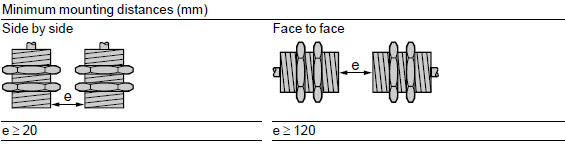 Minimum mounting distances (mm)
Side by side
Face to face
e
e
e ≥ 20
e ≥ 120